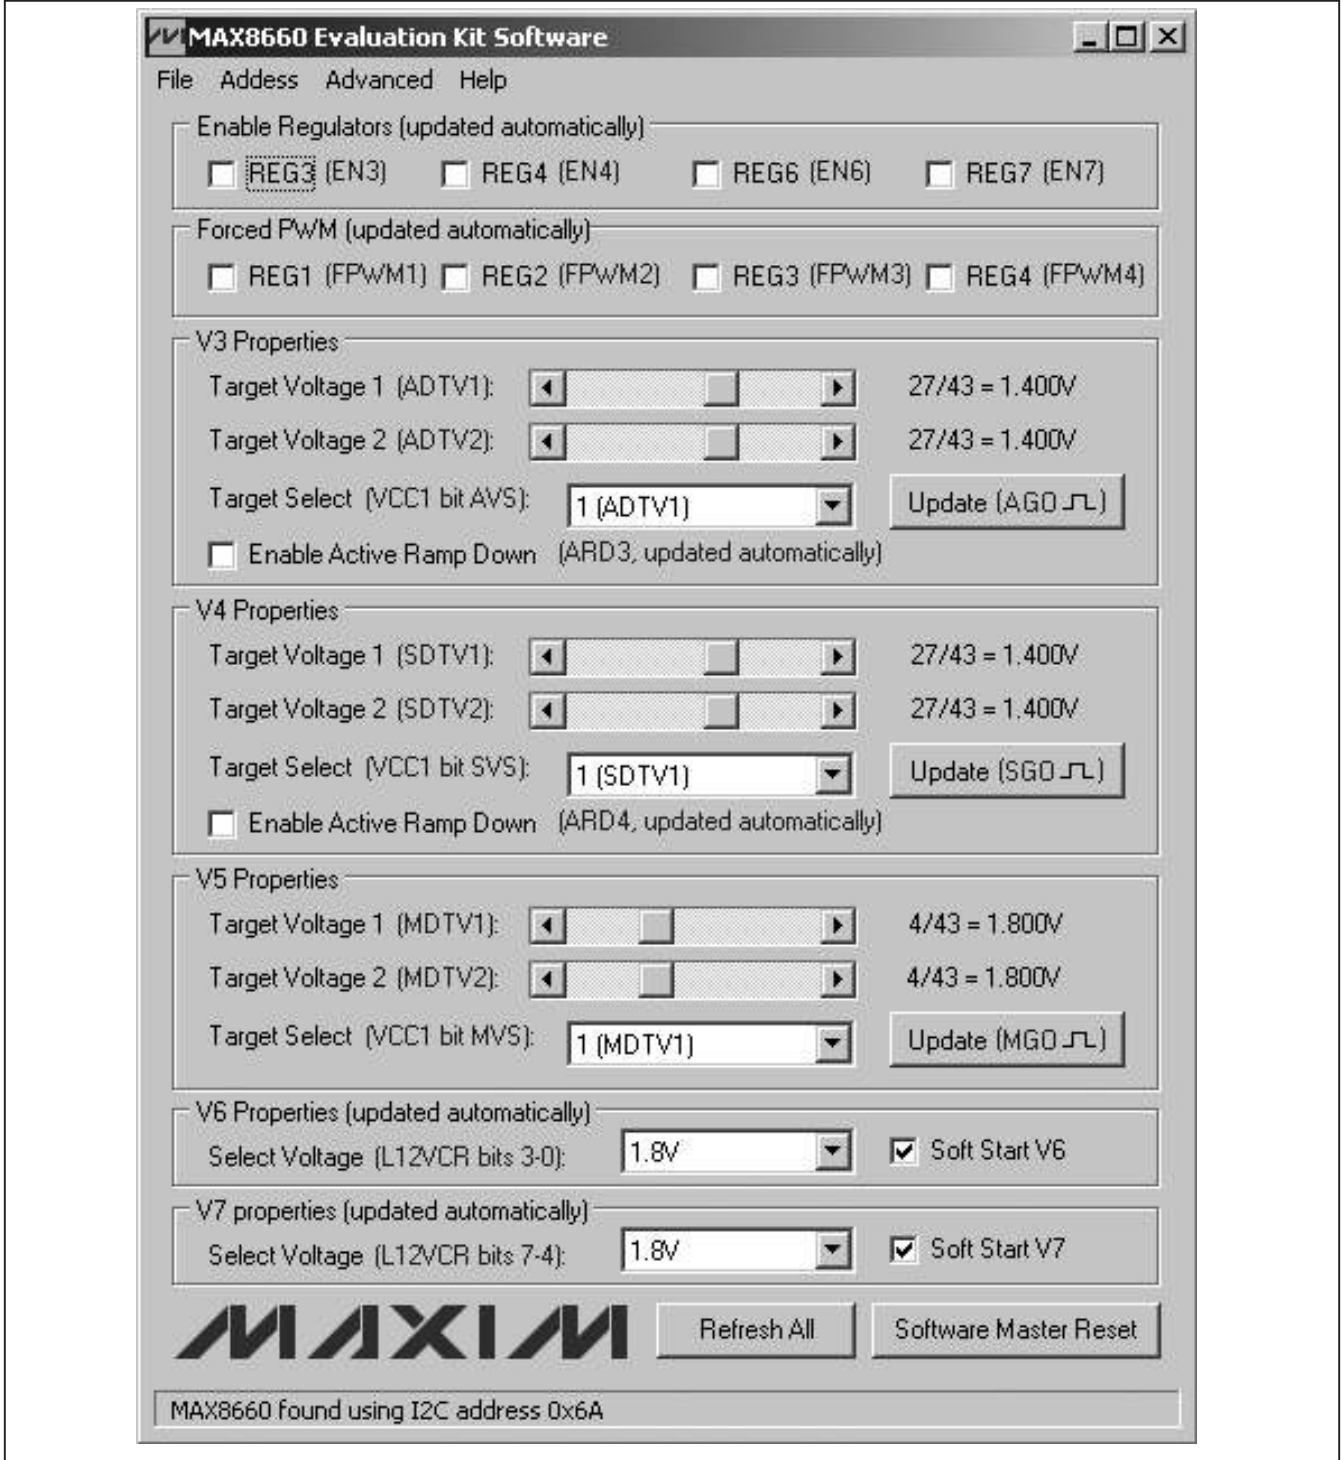 MAX8660 Evaluation Kit Software
File Addess Advanced Help
Enable Regulators (updated automatically)
REG3 (EN3) REG4 (EN4) REG6 (EN6) REG7 (EN7)
Forced PWM (updated automatically)
REG1 (FPWM1) REG2 (FPWM2) REG3 (FPWM3) REG4 (FPWM4)
V3 Properties
Target Voltage 1 (ADTV1): 27/43 = 1.400V
Target Voltage 2 (ADTV2): 27/43 = 1.400V
Target Select (VCC1 bit AVS): 1 (ADTV1) Update (AGO )
Enable Active Ramp Down (ARD3, updated automatically)
V4 Properties
Target Voltage 1 (SDTV1): 27/43 = 1.400V
Target Voltage 2 (SDTV2): 27/43 = 1.400V
Target Select (VCC1 bit SVS): 1 (SDTV1) Update (SGO )
Enable Active Ramp Down (ARD4, updated automatically)
V5 Properties
Target Voltage 1 (MDTV1): 4/43 = 1.800V
Target Voltage 2 (MDTV2): 4/43 = 1.800V
Target Select (VCC1 bit MVS): 1 (MDTV1) Update (MGO )
V6 Properties (updated automatically)
Select Voltage (L12VCR bits 3-0): 1.8V Soft Start V6
V7 properties (updated automatically)
Select Voltage (L12VCR bits 7-4): 1.8V Soft Start V7
MAXIM Refresh All Software Master Reset
MAX8660 found using I2C address 0x6A